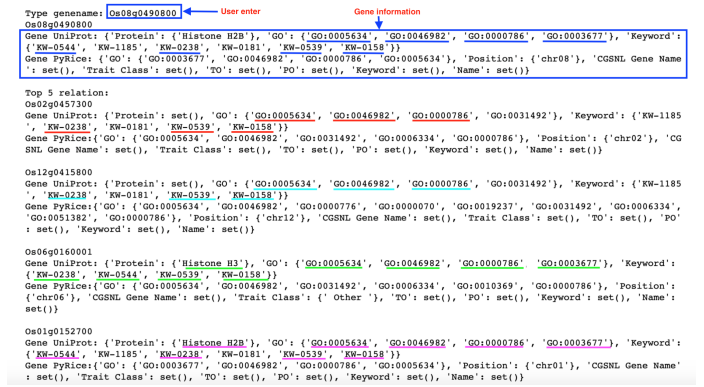 Type genename: Os08g0490800 User enter Gene information
Os08g0490800
Gene UniProt: {'Protein': {'Histone H2B'}, 'GO': {'GO:0005634', 'GO:0046982', 'GO:0000786', 'GO:0003677'}, 'Keyword':
{'KW-0544', 'KW-1185', 'KW-0238', 'KW-0181', 'KW-0539', 'KW-0158'}}
Gene PyRice: {'GO': {'GO:0003677', 'GO:0046982', 'GO:0000786', 'GO:0005634'}, 'Position': {'chr08'}, 'CGSNL Gene Name
': set(), 'Trait Class': set(), 'TO': set(), 'PO': set(), 'Keyword': set(), 'Name': set()}
Top 5 relation:
Os02g0457300
Gene UniProt: {'Protein': set(), 'GO': {'GO:0005634', 'GO:0046982', 'GO:0000786', 'GO:0031492'}, 'Keyword': {'KW-1185
', 'KW-0238', 'KW-0181', 'KW-0539', 'KW-0158'}}
Gene PyRice:{'GO': {'GO:0005634', 'GO:0046982', 'GO:0031492', 'GO:0006334', 'GO:0000786'}, 'Position': {'chr02'}, 'CG
SNL Gene Name': set(), 'Trait Class': set(), 'TO': set(), 'PO': set(), 'Keyword': set(), 'Name': set()}
Os12g0415800
Gene UniProt: {'Protein': set(), 'GO': {'GO:0005634', 'GO:0046982', 'GO:0000786', 'GO:0031492'}, 'Keyword': {'KW-1185
', 'KW-0238', 'KW-0181', 'KW-0539', 'KW-0158'}}
Gene PyRice:{'GO': {'GO:0005634', 'GO:0046982', 'GO:0000776', 'GO:0000070', 'GO:0019237', 'GO:0031492', 'GO:0006334',
'GO:0051382', 'GO:0000786'}, 'Position': {'chr12'}, 'CGSNL Gene Name': set(), 'Trait Class': set(), 'TO': set(), 'PO'
: set(), 'Keyword': set(), 'Name': set()}
Os06g0160001
Gene UniProt: {'Protein': {'Histone H3'}, 'GO': {'GO:0005634', 'GO:0046982', 'GO:0000786' 'GO:0003677'}, 'Keyword':
{'KW-0238', 'KW-0544', 'KW-0539', 'KW-0158'}}
Gene PyRice:{'GO': {'GO:0005634', 'GO:0046982', 'GO:0031492', 'GO:0006334', 'GO:0010369', 'GO:0000786'}, 'Position':
{'chr06'}, 'CGSNL Gene Name': set(), 'Trait Class': {' Other '}, 'TO': set(), 'PO': set(), 'Keyword': set(), 'Name':
set()}
Os01g0152700
Gene UniProt: {'Protein': {'Histone H2B'}, 'GO': {'GO:0005634', 'GO:0046982', 'GO:0000786', 'GO:0003677'}, 'Keyword':
{'KW-0544', 'KW-1185', 'KW-0238', 'KW-0181', 'KW-0539', 'KW-0158'}}
Gene PyRice:{'GO': {'GO:0003677', 'GO:0046982', 'GO:0000786', 'GO:0005634'}, 'Position': {'chr01'}, 'CGSNL Gene Name'
: set(), 'Trait Class': set(), 'TO': set(), 'PO': set(), 'Keyword': set(), 'Name': set()}